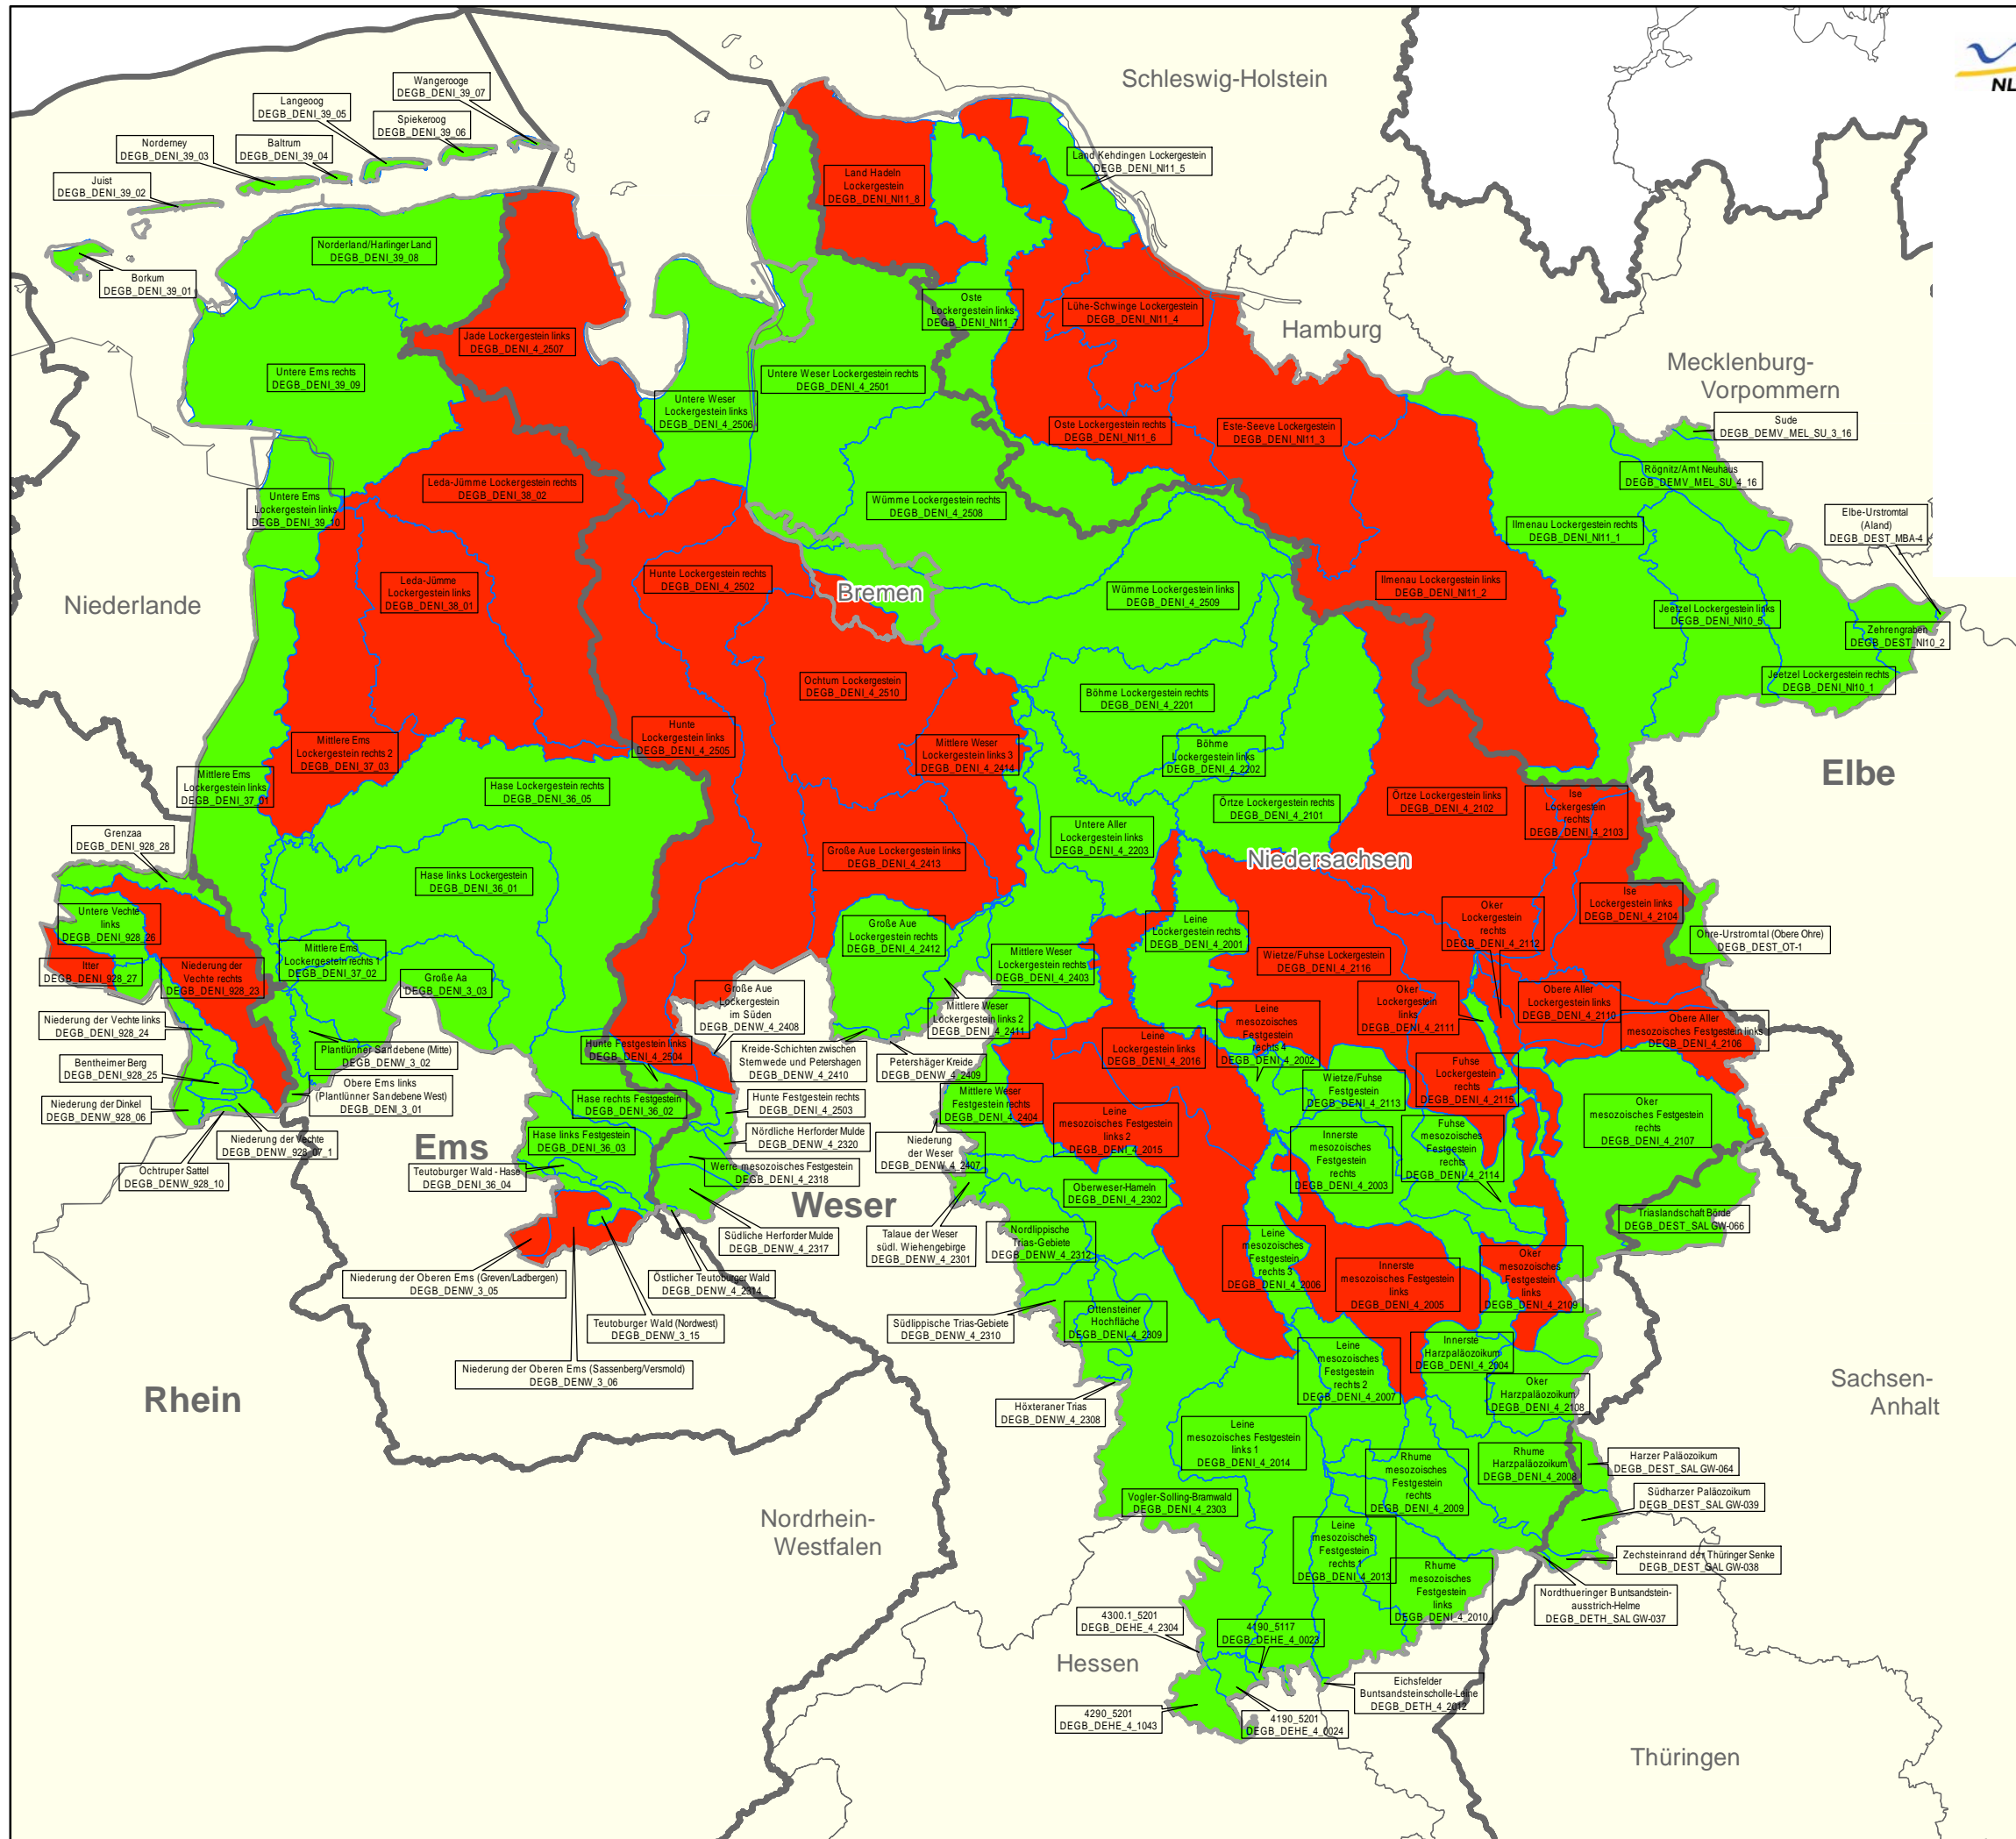 Schleswig-Holstein
NL
Wangerooge
DEGB_DENI_39_07
Langeoog
DEGB_DENI_39_05
Spiekeroog
DEGB_DENI_39_06
Norderney
DEGB_DENI_39_03
Baltrum
DEGB_DENI_39_04
Juist
DEGB_DENI_39_02
Borkum
DEGB_DENI_39_01
Land Kehdingen Lockergestein
DEGB_DENI_NI11_5
Land Hadeln
Lockergestein
DEGB_DENI_NI11_8
Norderland/Harlinger Land
DEGB_DENI_39_08
Oste
Lockergestein links
DEGB_DENI_NI11_7
Lühe-Schwinge Lockergestein
DEGB_DENI_NI11_4
Hamburg
Mecklenburg-
Vorpommern
Jade Lockergestein links
DEGB_DENI_4_2507
Untere Ems rechts
DEGB_DENI_39_09
Untere Weser Lockergestein rechts
DEGB_DENI_4_2501
Untere Weser
Lockergestein links
DEGB_DENI_4_2506
Oste Lockergestein rechts
DEGB_DENI_NI11_6
Este-Seeve Lockergestein
DEGB_DENI_NI11_3
Sude
DEGB_DEMV_MEL_SU_3_16
Rögnitz/Amt Neuhaus
DEGB_DEMV_MEL_SU_4_16
Leda-Jümme Lockergestein rechts
DEGB_DENI_38_02
Untere Ems
Lockergestein links
DEGB_DENI_39_10
Wümme Lockergestein rechts
DEGB_DENI_4_2508
Ilmenau Lockergestein rechts
DEGB_DENI_NI11_1
Elbe-Urstromtal
(Aland)
DEGB_DEST_MBA-4
Niederlande
Leda-Jümme
Lockergestein links
DEGB_DENI_38_01
Hunte Lockergestein rechts
DEGB_DENI_4_2502
Bremen
Wümme Lockergestein links
DEGB_DENI_4_2509
Ilmenau Lockergestein links
DEGB_DENI_NI11_2
Jeetzel Lockergestein links
DEGB_DENI_NI10_5
Zehrengraben
DEGB_DEST_NI10_2
Jeetzel Lockergestein rechts
DEGB_DENI_NI10_1
Ochtum Lockergestein
DEGB_DENI_4_2510
Böhme Lockergestein rechts
DEGB_DENI_4_2201
Mittlere Ems
Lockergestein rechts 2
DEGB_DENI_37_03
Hunte
Lockergestein links
DEGB_DENI_4_2505
Mittlere Weser
Lockergestein links 3
DEGB_DENI_4_2414
Böhme
Lockergestein links
DEGB_DENI_4_2202
Elbe
Mittlere Ems
Lockergestein links
DEGB_DENI_37_01
Hase Lockergestein rechts
DEGB_DENI_36_05
Örtze Lockergestein rechts
DEGB_DENI_4_2101
Örtze Lockergestein links
DEGB_DENI_4_2102
Ise
Lockergestein
rechts
DEGB_DENI_4_2103
Grenzaa
DEGB_DENI_928_28
Untere Aller
Lockergestein links
DEGB_DENI_4_2203
Große Aue Lockergestein links
DEGB_DENI_4_2413
Niedersachsen
Hase links Lockergestein
DEGB_DENI_36_01
Ise
Lockergestein links
DEGB_DENI_4_2104
Untere Vechte
links
DEGB_DENI_928_26
Große Aue
Lockergestein rechts
DEGB_DENI_4_2412
Leine
Lockergestein rechts
DEGB_DENI_4_2001
Oker
Lockergestein
rechts
DEGB_DENI_4_2112
Ohre-Urstromtal (Obere Ohre)
DEGB_DEST_OT-1
Itter
DEGB_DENI_928_27
Niederung der
Vechte rechts
DEGB_DENI_928_23
Mittlere Ems
Lockergestein rechts 1
DEGB_DENI_37_02
Große Aa
DEGB_DENI_3_03
Mittlere Weser
Lockergestein rechts
DEGB_DENI_4_2403
Wietze/Fuhse Lockergestein
DEGB_DENI_4_2116
Große Aue
Lockergestein
im Süden
DEGB_DENW_4_2408
Mittlere Weser
Lockergestein links 2
DEGB_DENI_4_2411
Oker
Lockergestein
links
DEGB_DENI_4_2111
Obere Aller
Lockergestein links
DEGB_DENI_4_2110
Obere Aller
mesozoisches Festgestein links
DEGB_DENI_4_2106
Niederung der Vechte links
DEGB_DENI_928_24
Plantlünner Sandebene (Mitte)
DEGB_DENW_3_02
Hunte Festgestein links
DEGB_DENI_4_2504
Kreide-Schichten zwischen
Stemwede und Petershagen
DEGB_DENW_4_2410
Petershäger Kreide
DEGB_DENW_4_2409
Leine
Lockergestein links
DEGB_DENI_4_2016
Leine
mesozoisches
Festgestein
rechts 4
DEGB_DENI_4_2002
Bentheimer Berg
DEGB_DENI_928_25
Obere Ems links
(Plantlünner Sandebene West)
DEGB_DENI_3_01
Wietze/Fuhse
Festgestein
DEGB_DENI_4_2113
Fuhse
Lockergestein
rechts
DEGB_DENI_4_2115
Niederung der Dinkel
DEGB_DENW_928_06
Hase rechts Festgestein
DEGB_DENI_36_02
Hunte Festgestein rechts
DEGB_DENI_4_2503
Mittlere Weser
Festgestein rechts
DEGB_DENI_4_2404
Leine
mesozoisches Festgestein
links 2
DEGB_DENI_4_2015
Oker
mesozoisches Festgestein
rechts
DEGB_DENI_4_2107
Niederung der Vechte
DEGB_DENW_928_07_1
Ems
Hase links Festgestein
DEGB_DENI_36_03
Nördliche Herforder Mulde
DEGB_DENW_4_2320
Niederung
der Weser
DEGB_DENW_4_2407
Innerste
mesozoisches
Festgestein
rechts
DEGB_DENI_4_2003
Fuhse
mesozoisches
Festgestein
rechts
DEGB_DENI_4_2114
Ochtruper Sattel
DEGB_DENW_928_10
Teutoburger Wald - Hase
DEGB_DENI_36_04
Werre mesozoisches Festgestein
DEGB_DENI_4_2318
Weser
Oberweser-Hameln
DEGB_DENI_4_2302
Triaslandschaft Börde
DEGB_DEST_SAL GW-066
Südliche Herforder Mulde
DEGB_DENW_4_2317
Talaue der Weser
südl. Wiehengebirge
DEGB_DENW_4_2301
Nordlippische
Trias-Gebiete
DEGB_DENW_4_2312
Leine
mesozoisches
Festgestein
rechts 3
DEGB_DENI_4_2006
Innerste
mesozoisches Festgestein
links
DEGB_DENI_4_2005
Oker
mesozoisches
Festgestein
links
DEGB_DENI_4_2109
Niederung der Oberen Ems (Greven/Ladbergen)
DEGB_DENW_3_05
Östlicher Teutoburger Wald
DEGB_DENW_4_2314
Teutoburger Wald (Nordwest)
DEGB_DENW_3_15
Südlippische Trias-Gebiete
DEGB_DENW_4_2310
Ottensteiner
Hochfläche
DEGB_DENI_4_2309
Niederung der Oberen Ems (Sassenberg/Versmold)
DEGB_DENW_3_06
Leine
mesozoisches
Festgestein
rechts 2
DEGB_DENI_4_2007
Innerste
Harzpaläozoikum
DEGB_DENI_4_2004
Oker
Harzpaläozoikum
DEGB_DENI_4_2108
Rhein
Sachsen-
Anhalt
Höxteraner Trias
DEGB_DENW_4_2308
Leine
mesozoisches Festgestein
links 1
DEGB_DENI_4_2014
Rhume
mesozoisches
Festgestein
rechts
DEGB_DENI_4_2009
Rhume
Harzpaläozoikum
DEGB_DENI_4_2008
Harzer Paläozoikum
DEGB_DEST_SAL GW-064
Vogler-Solling-Bramwald
DEGB_DENI_4_2303
Südharzer Paläozoikum
DEGB_DEST_SAL GW-039
Nordrhein-
Westfalen
Leine
mesozoisches
Festgestein
rechts 1
DEGB_DENI_4_2013
Rhume
mesozoisches
Festgestein
links
DEGB_DENI_4_2010
Zechsteinrand der Thüringer Senke
DEGB_DEST_SAL GW-038
Nordthueringer Buntsandstein-
ausstrich-Helme
DEGB_DETH_SAL GW-037
4300.1_5201
DEGB_DEHE_4_2304
4190_5117
DEGB_DEHE_4_0023
Hessen
Eichsfelder
Buntsandsteinscholle-Leine
DEGB_DETH_4_2012
4290_5201
DEGB_DEHE_4_1043
4190_5201
DEGB_DEHE_4_0024
Thüringen